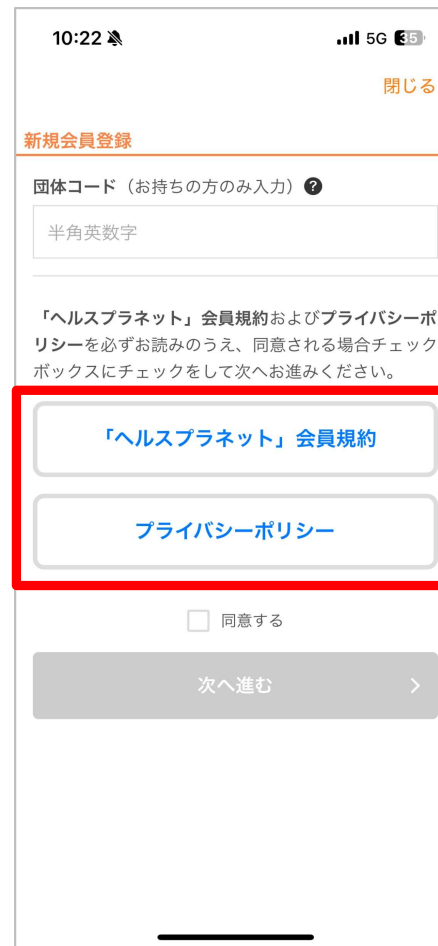 10:22
5G 35
閉じる
新規会員登録
団体コード（お持ちの方のみ入力）?
半角英数字
「ヘルスプラネット」会員規約およびプライバシーポ
リシーを必ずお読みのうえ、同意される場合チェック
ボックスにチェックをして次へお進みください。
「ヘルスプラネット」会員規約
プライバシーポリシー
同意する
次へ進む